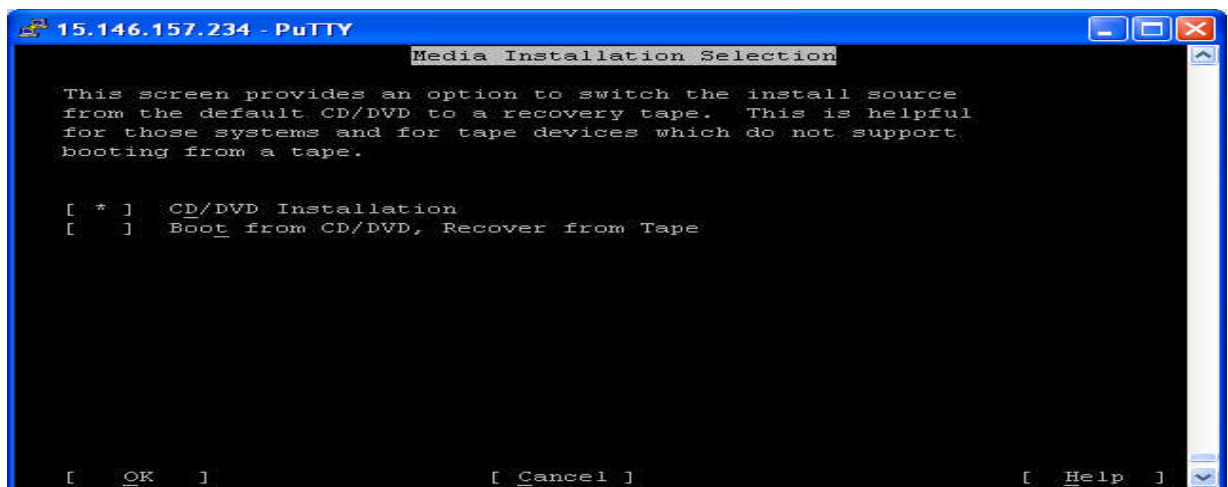 15.146.157.234 - PuTTY
Media Installation Selection
This screen provides an option to switch the install source
from the default CD/DVD to a recovery tape.  This is helpful
for those systems and for tape devices which do not support
booting from a tape.
[ * ]  CD/DVD Installation
[   ]  Boot from CD/DVD, Recover from Tape
[   OK   ] [ Cancel ] [  Help  ]